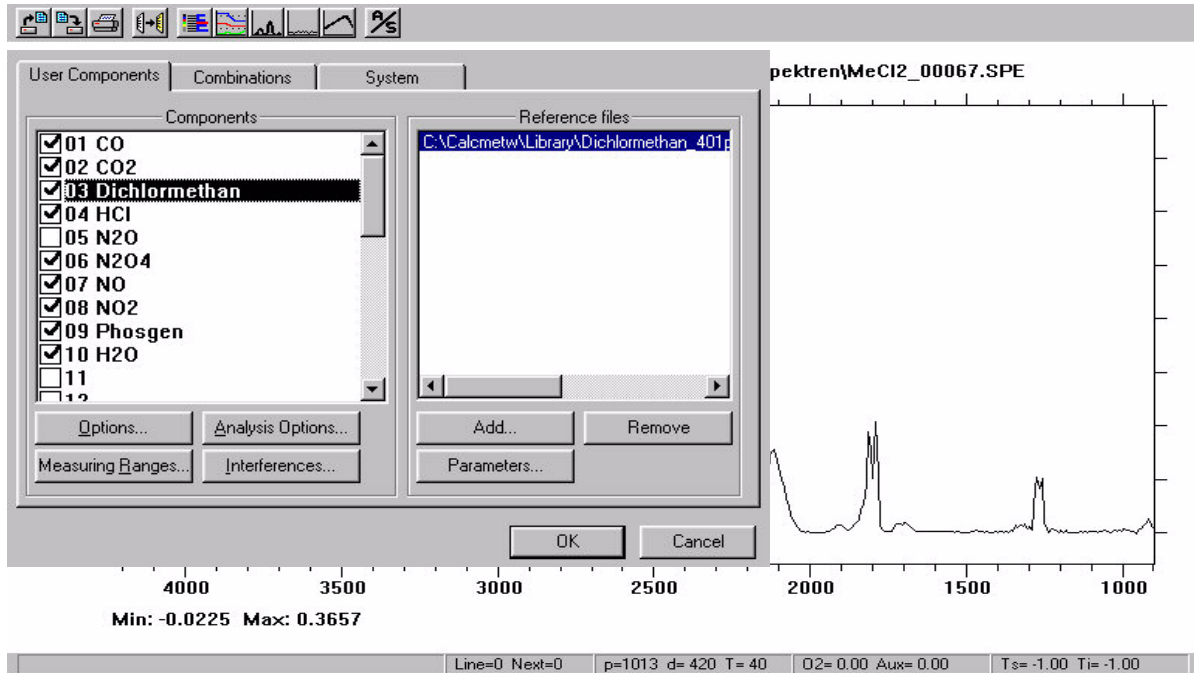 A/S
User Components Combinations System
pektren\MeCl2_00067.SPE
Components
01 CO
02 CO2
03 Dichlormethan
04 HCl
05 N2O
06 N2O4
07 NO
08 NO2
09 Phosgen
10 H2O
11
12
Options... Analysis Options...
Measuring Ranges... Interferences...
Reference files
C:\Calcmetw\Library\Dichlormethan_401p
Add... Remove
Parameters...
OK Cancel
4000 3500 3000 2500 2000 1500 1000
Min: -0.0225 Max: 0.3657
Line=0 Next=0 p=1013 d= 420 T= 40 O2= 0.00 Aux= 0.00 Ts= -1.00 Ti= -1.00